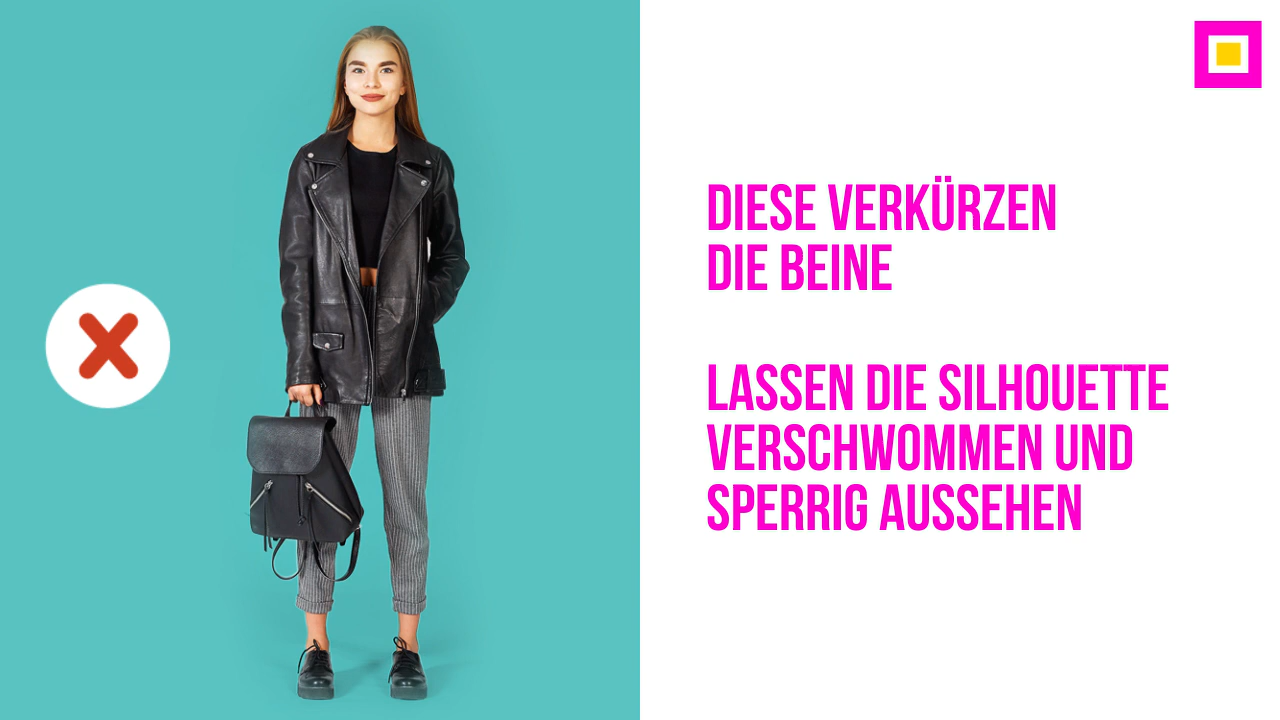 DIESE VERKÜRZEN
DIE BEINE
LASSEN DIE SILHOUETTE
VERSCHWOMMEN UND
SPERRIG AUSSEHEN